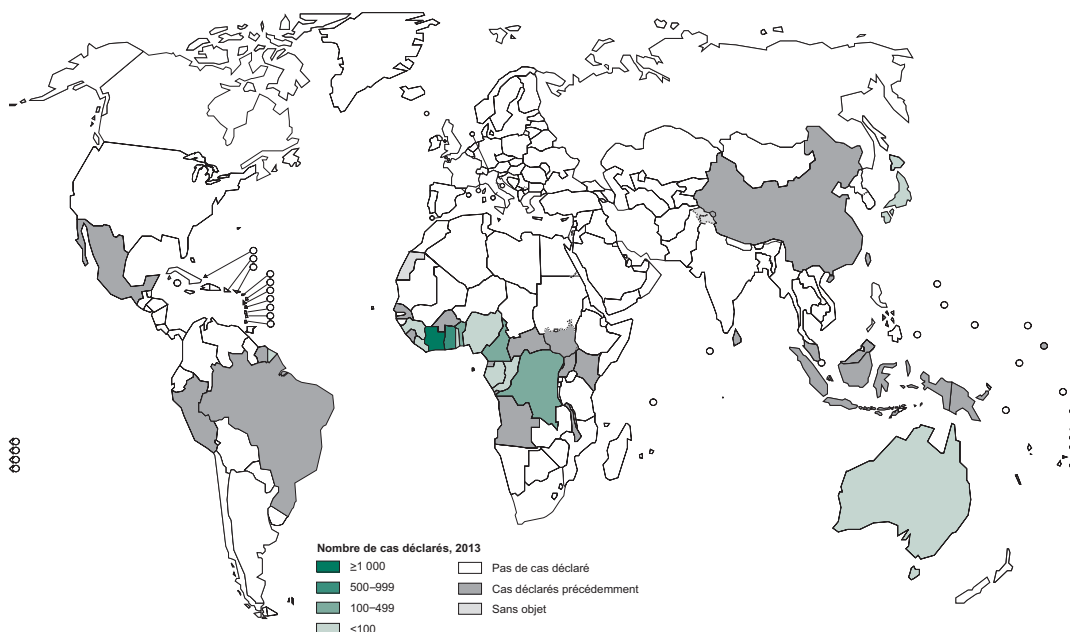 Nombre de cas déclarés, 2013
≥1 000
500–999
100–499
<100
Pas de cas déclaré
Cas déclarés précédemment
Sans objet